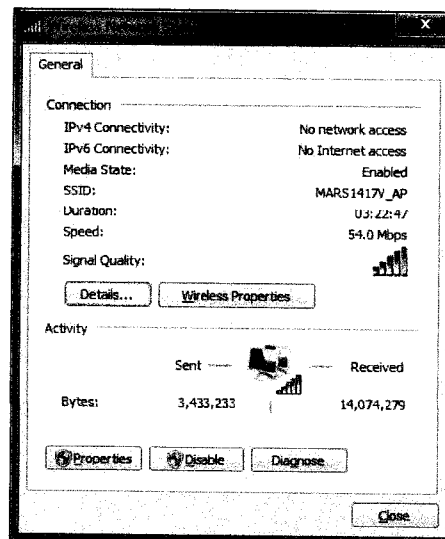 x
General
Connection
IPv4 Connectivity: No network access
IPv6 Connectivity: No Internet access
Media State: Enabled
SSID: MARS1417V_AP
Duration: 03:22:47
Speed: 54.0 Mbps
Signal Quality:
Details... Wireless Properties
Activity
Sent Received
Bytes: 3,433,233 14,074,279
Properties Disable Diagnose
Close